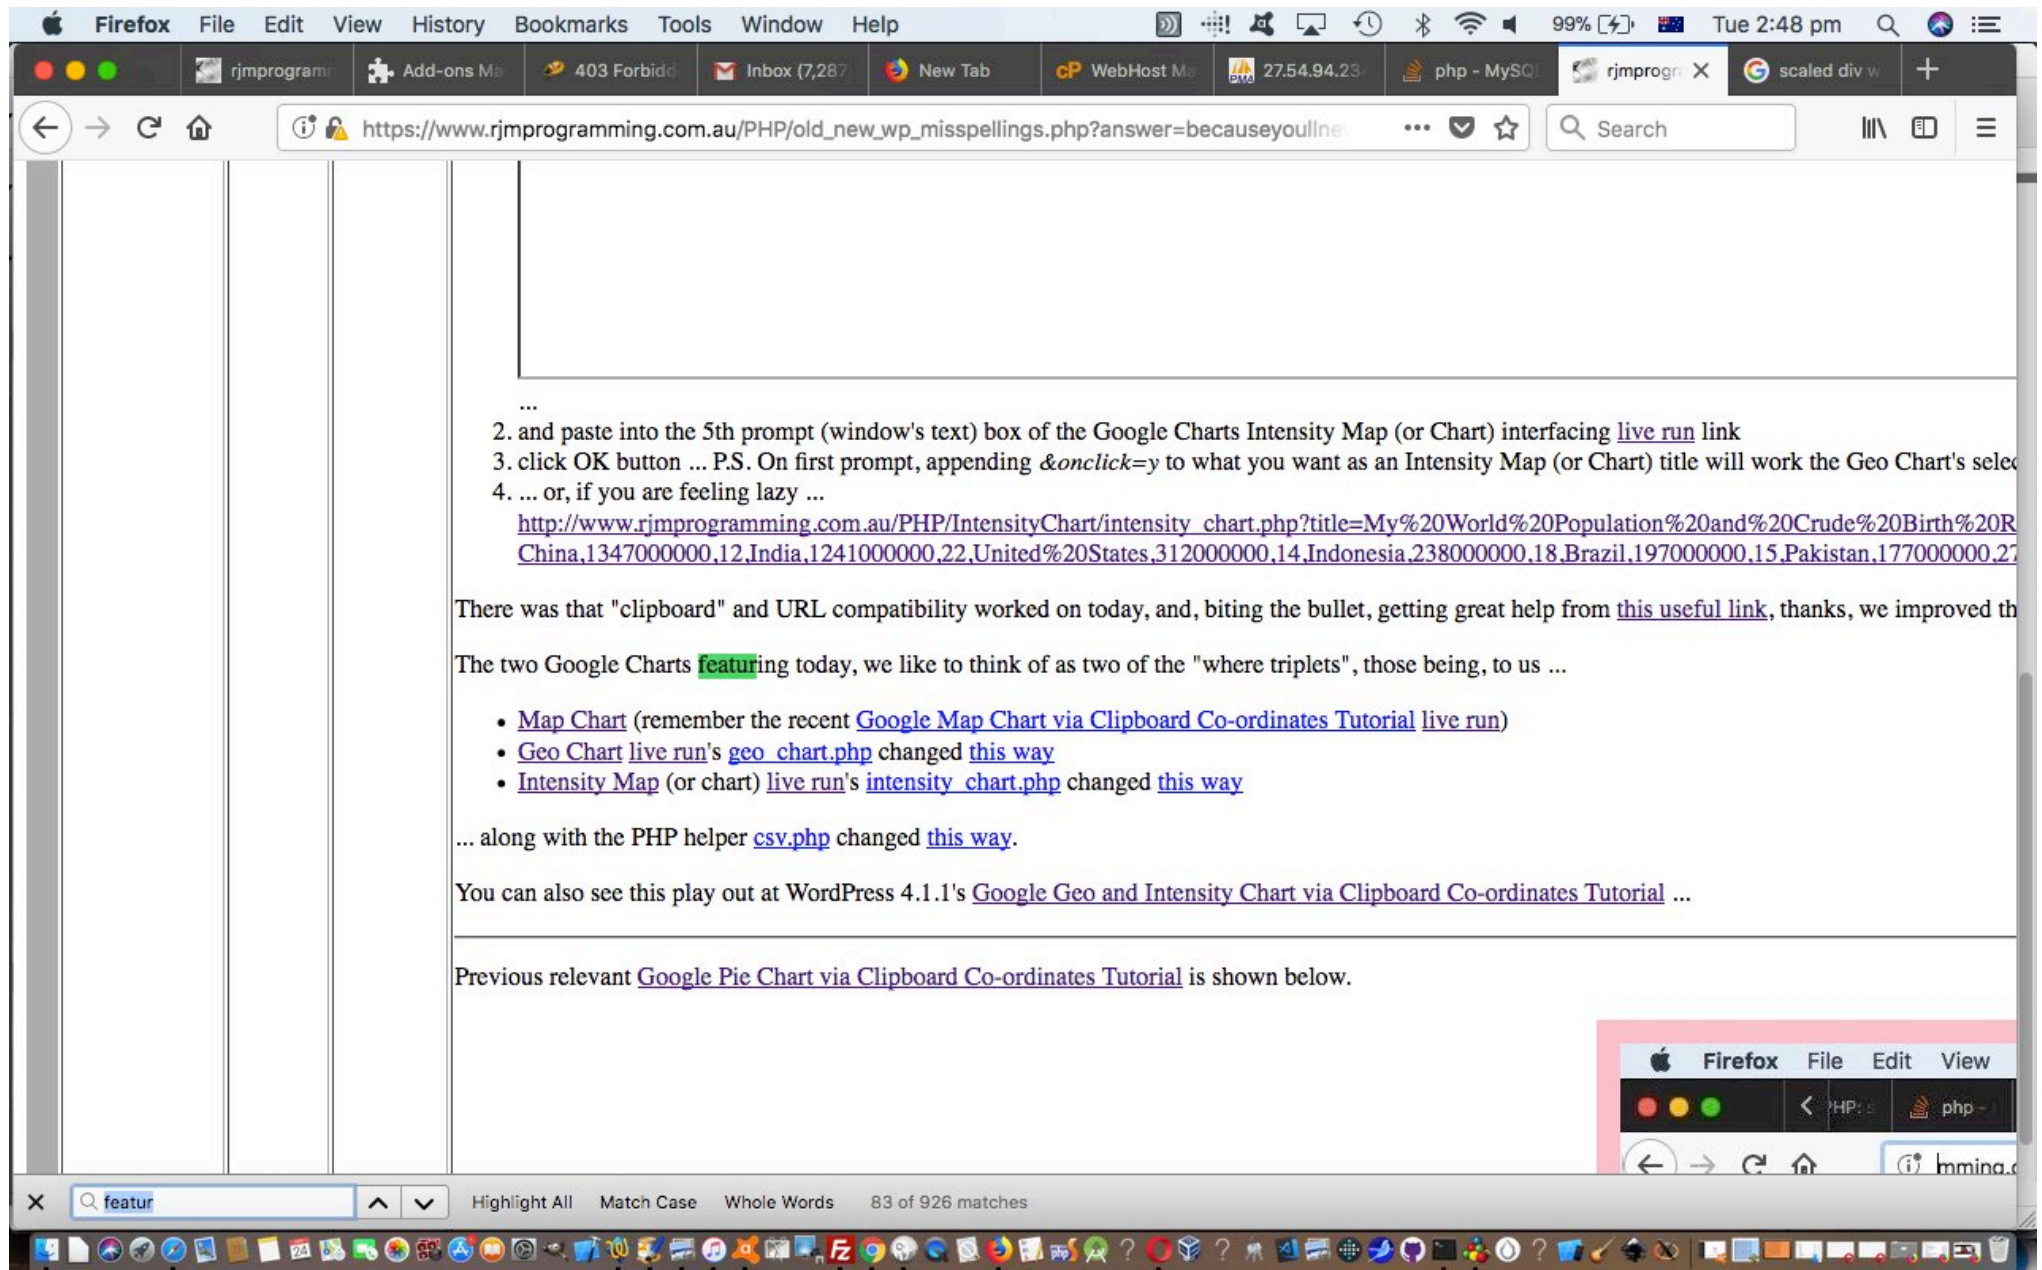 Firefox File Edit View History Bookmarks Tools Window Help 99% Tue 2:48 pm
rjmprogram Add-ons Ma 403 Forbidd Inbox (7,287 New Tab cP WebHost Ma PMA 27.54.94.23 php - MySQ rjmprogr G scaled div w
https://www.rjmprogramming.com.au/PHP/old_new_wp_misspellings.php?answer=becauseyoullne Search
...
2. and paste into the 5th prompt (window's text) box of the Google Charts Intensity Map (or Chart) interfacing live run link
3. click OK button ... P.S. On first prompt, appending &onclick=y to what you want as an Intensity Map (or Chart) title will work the Geo Chart's selec
4. ... or, if you are feeling lazy ...
http://www.rjmprogramming.com.au/PHP/IntensityChart/intensity_chart.php?title=My%20World%20Population%20and%20Crude%20Birth%20R
China,1347000000,12,India,1241000000,22,United%20States,312000000,14,Indonesia,238000000,18,Brazil,197000000,15,Pakistan,177000000,27
There was that "clipboard" and URL compatibility worked on today, and, biting the bullet, getting great help from this useful link, thanks, we improved th
The two Google Charts featuring today, we like to think of as two of the "where triplets", those being, to us ...
• Map Chart (remember the recent Google Map Chart via Clipboard Co-ordinates Tutorial live run)
• Geo Chart live run's geo_chart.php changed this way
• Intensity Map (or chart) live run's intensity_chart.php changed this way
... along with the PHP helper csv.php changed this way.
You can also see this play out at WordPress 4.1.1's Google Geo and Intensity Chart via Clipboard Co-ordinates Tutorial ...
Previous relevant Google Pie Chart via Clipboard Co-ordinates Tutorial is shown below.
Firefox File Edit View
PHP: php -
mming.c
featur Highlight All Match Case Whole Words 83 of 926 matches